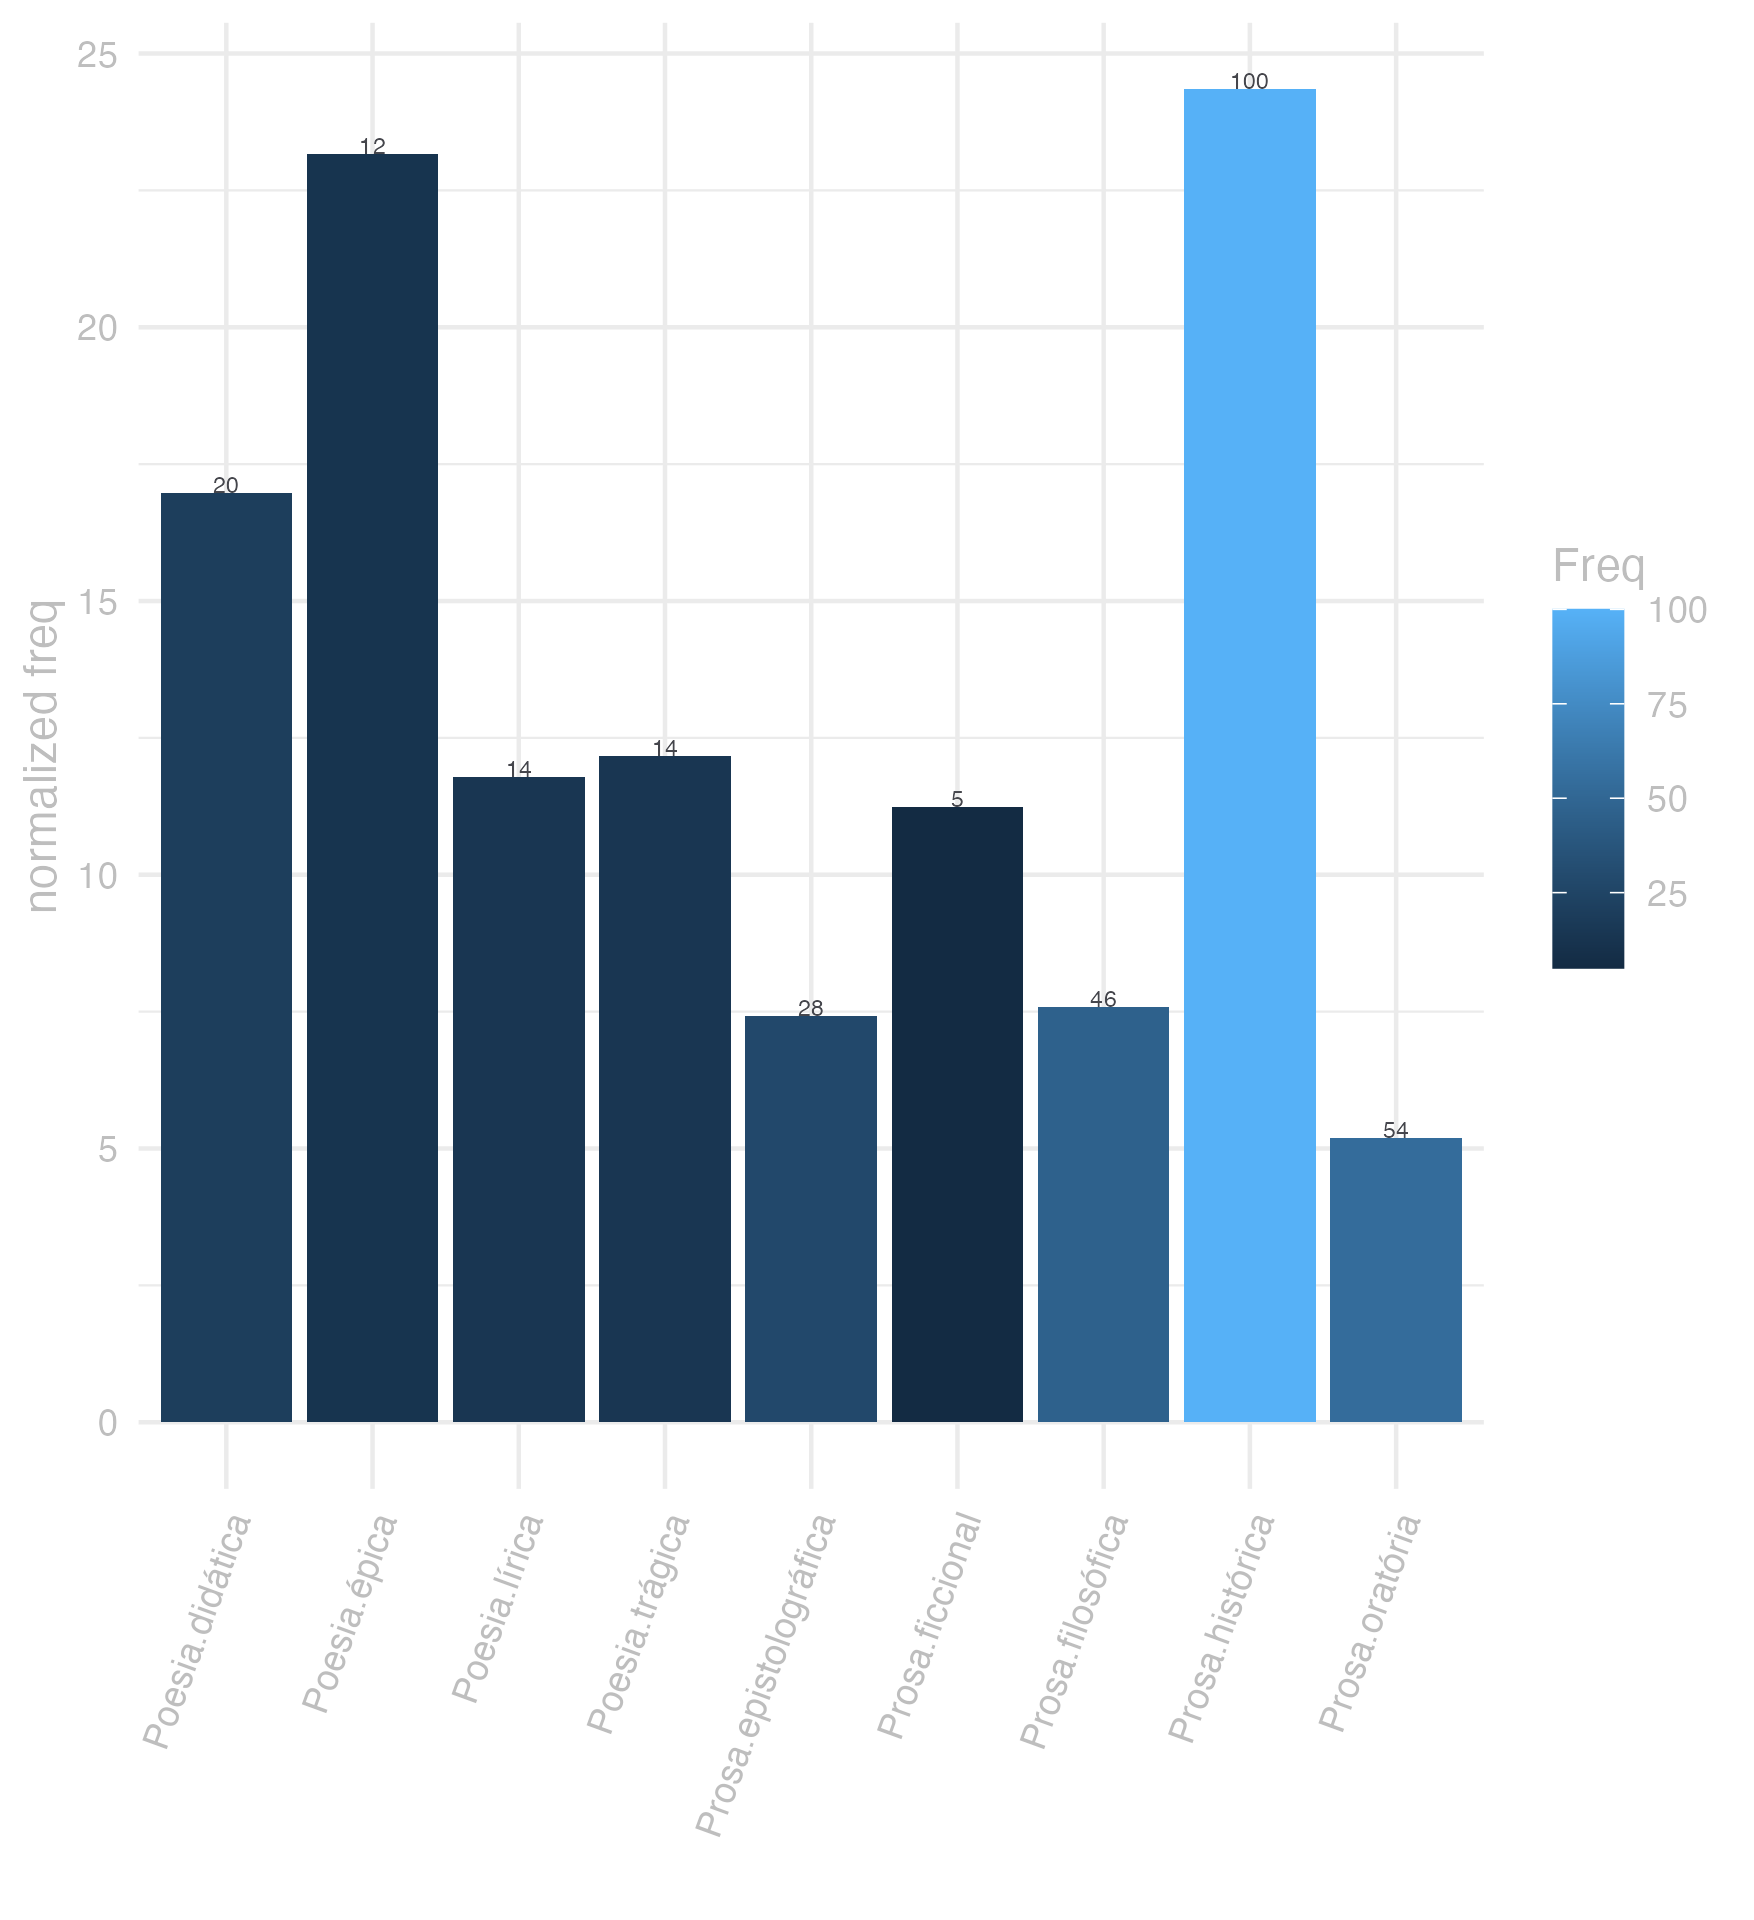 normalized freq
25
20
15
10
5
0
20
12
14
14
28
5
46
100
54
Poesia.didática
Poesia.épica
Poesia.lírica
Poesia.trágica
Prosa.epistolográfica
Prosa.ficcional
Prosa.filosófica
Prosa.histórica
Prosa.oratória
Freq
100
75
50
25